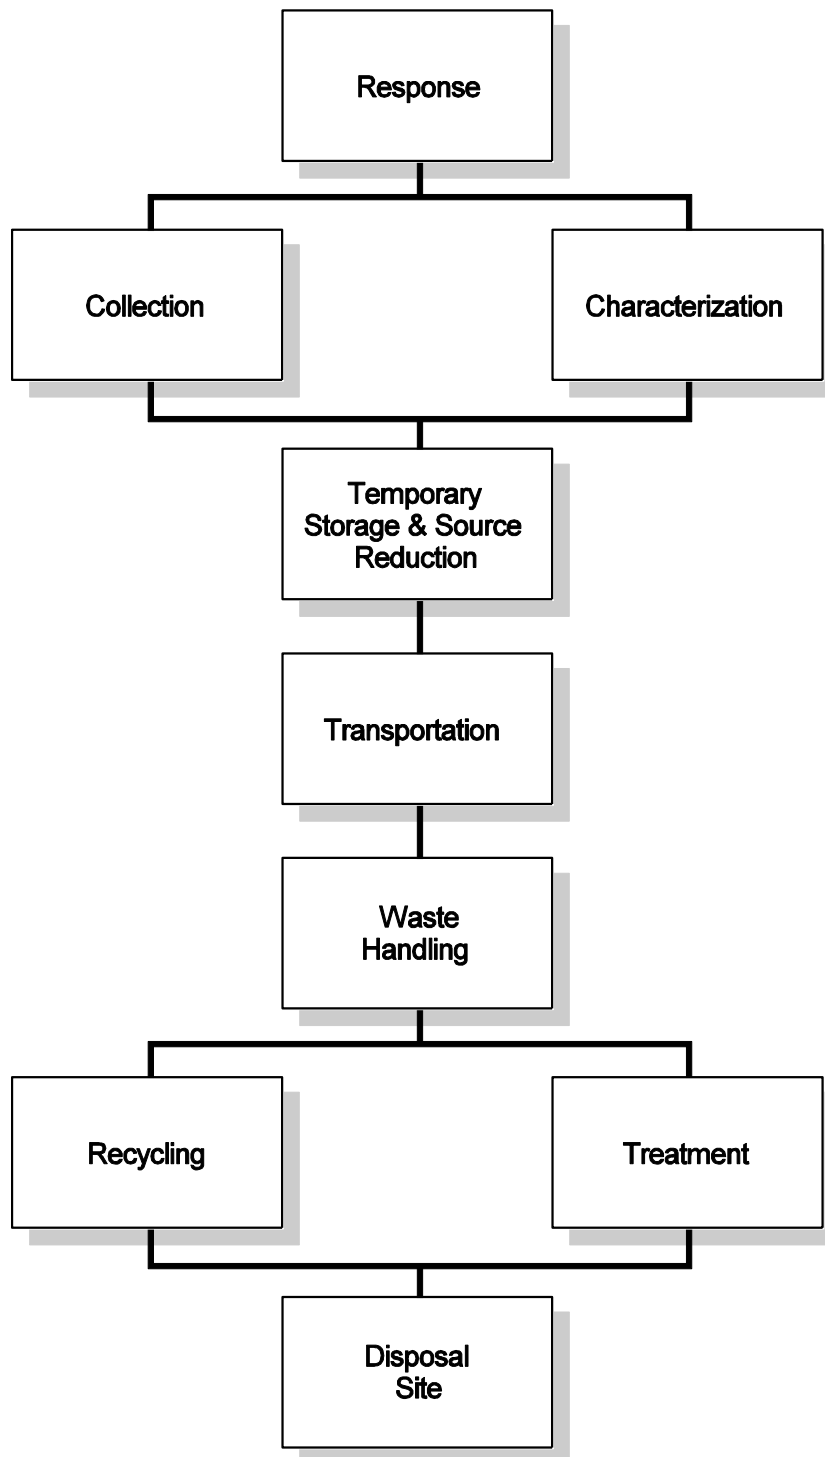 Response
Collection
Characterization
Temporary
Storage & Source
Reduction
Transportation
Waste
Handling
Recycling
Treatment
Disposal
Site